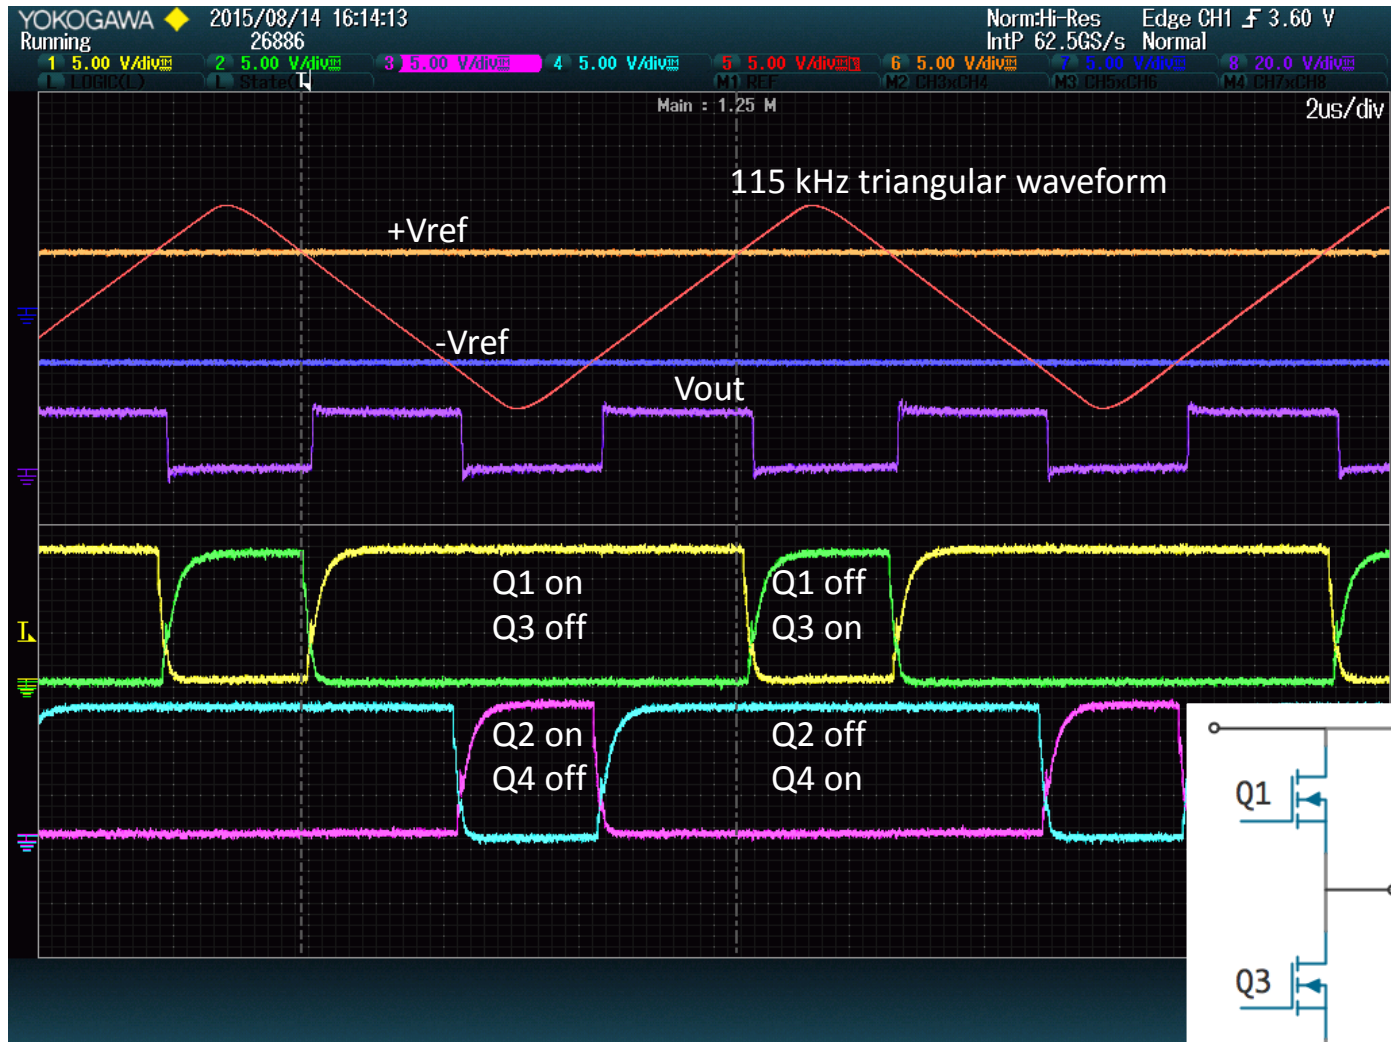 YOKOGAWA 2015/08/14 16:14:13 Norm:Hi-Res Edge CH1 3.60 V
Running 26886 IntP 62.5GS/s Normal
1 5.00 V/div 2 5.00 V/div 3 5.00 V/div 4 5.00 V/div 5 5.00 V/div 6 5.00 V/div 7 5.00 V/div 8 20.0 V/div
L LOGIC(L) L State( M1 REF M2 CH3xCH4 M3 CH5xCH6 M4 CH7xCH8
T
Main : 1.25 M 2us/div
115 kHz triangular waveform
+Vref
-Vref
Vout
Q1 on Q1 off
Q3 off Q3 on
T
Q2 on Q2 off
Q4 off Q4 on
Q1
Q3